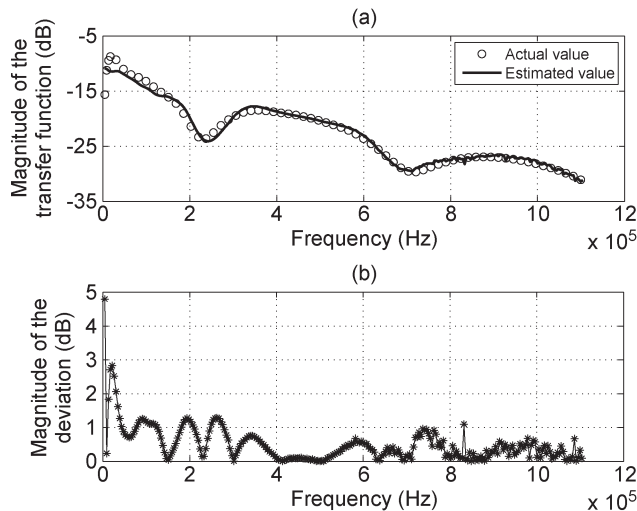 (a)
Magnitude of the
transfer function (dB)
-5
-15
-25
-35
Actual value
Estimated value
0
2
4
6
8
10
12
Frequency (Hz)
x 10^5
(b)
Magnitude of the
deviation (dB)
5
4
3
2
1
0
0
2
4
6
8
10
12
Frequency (Hz)
x 10^5